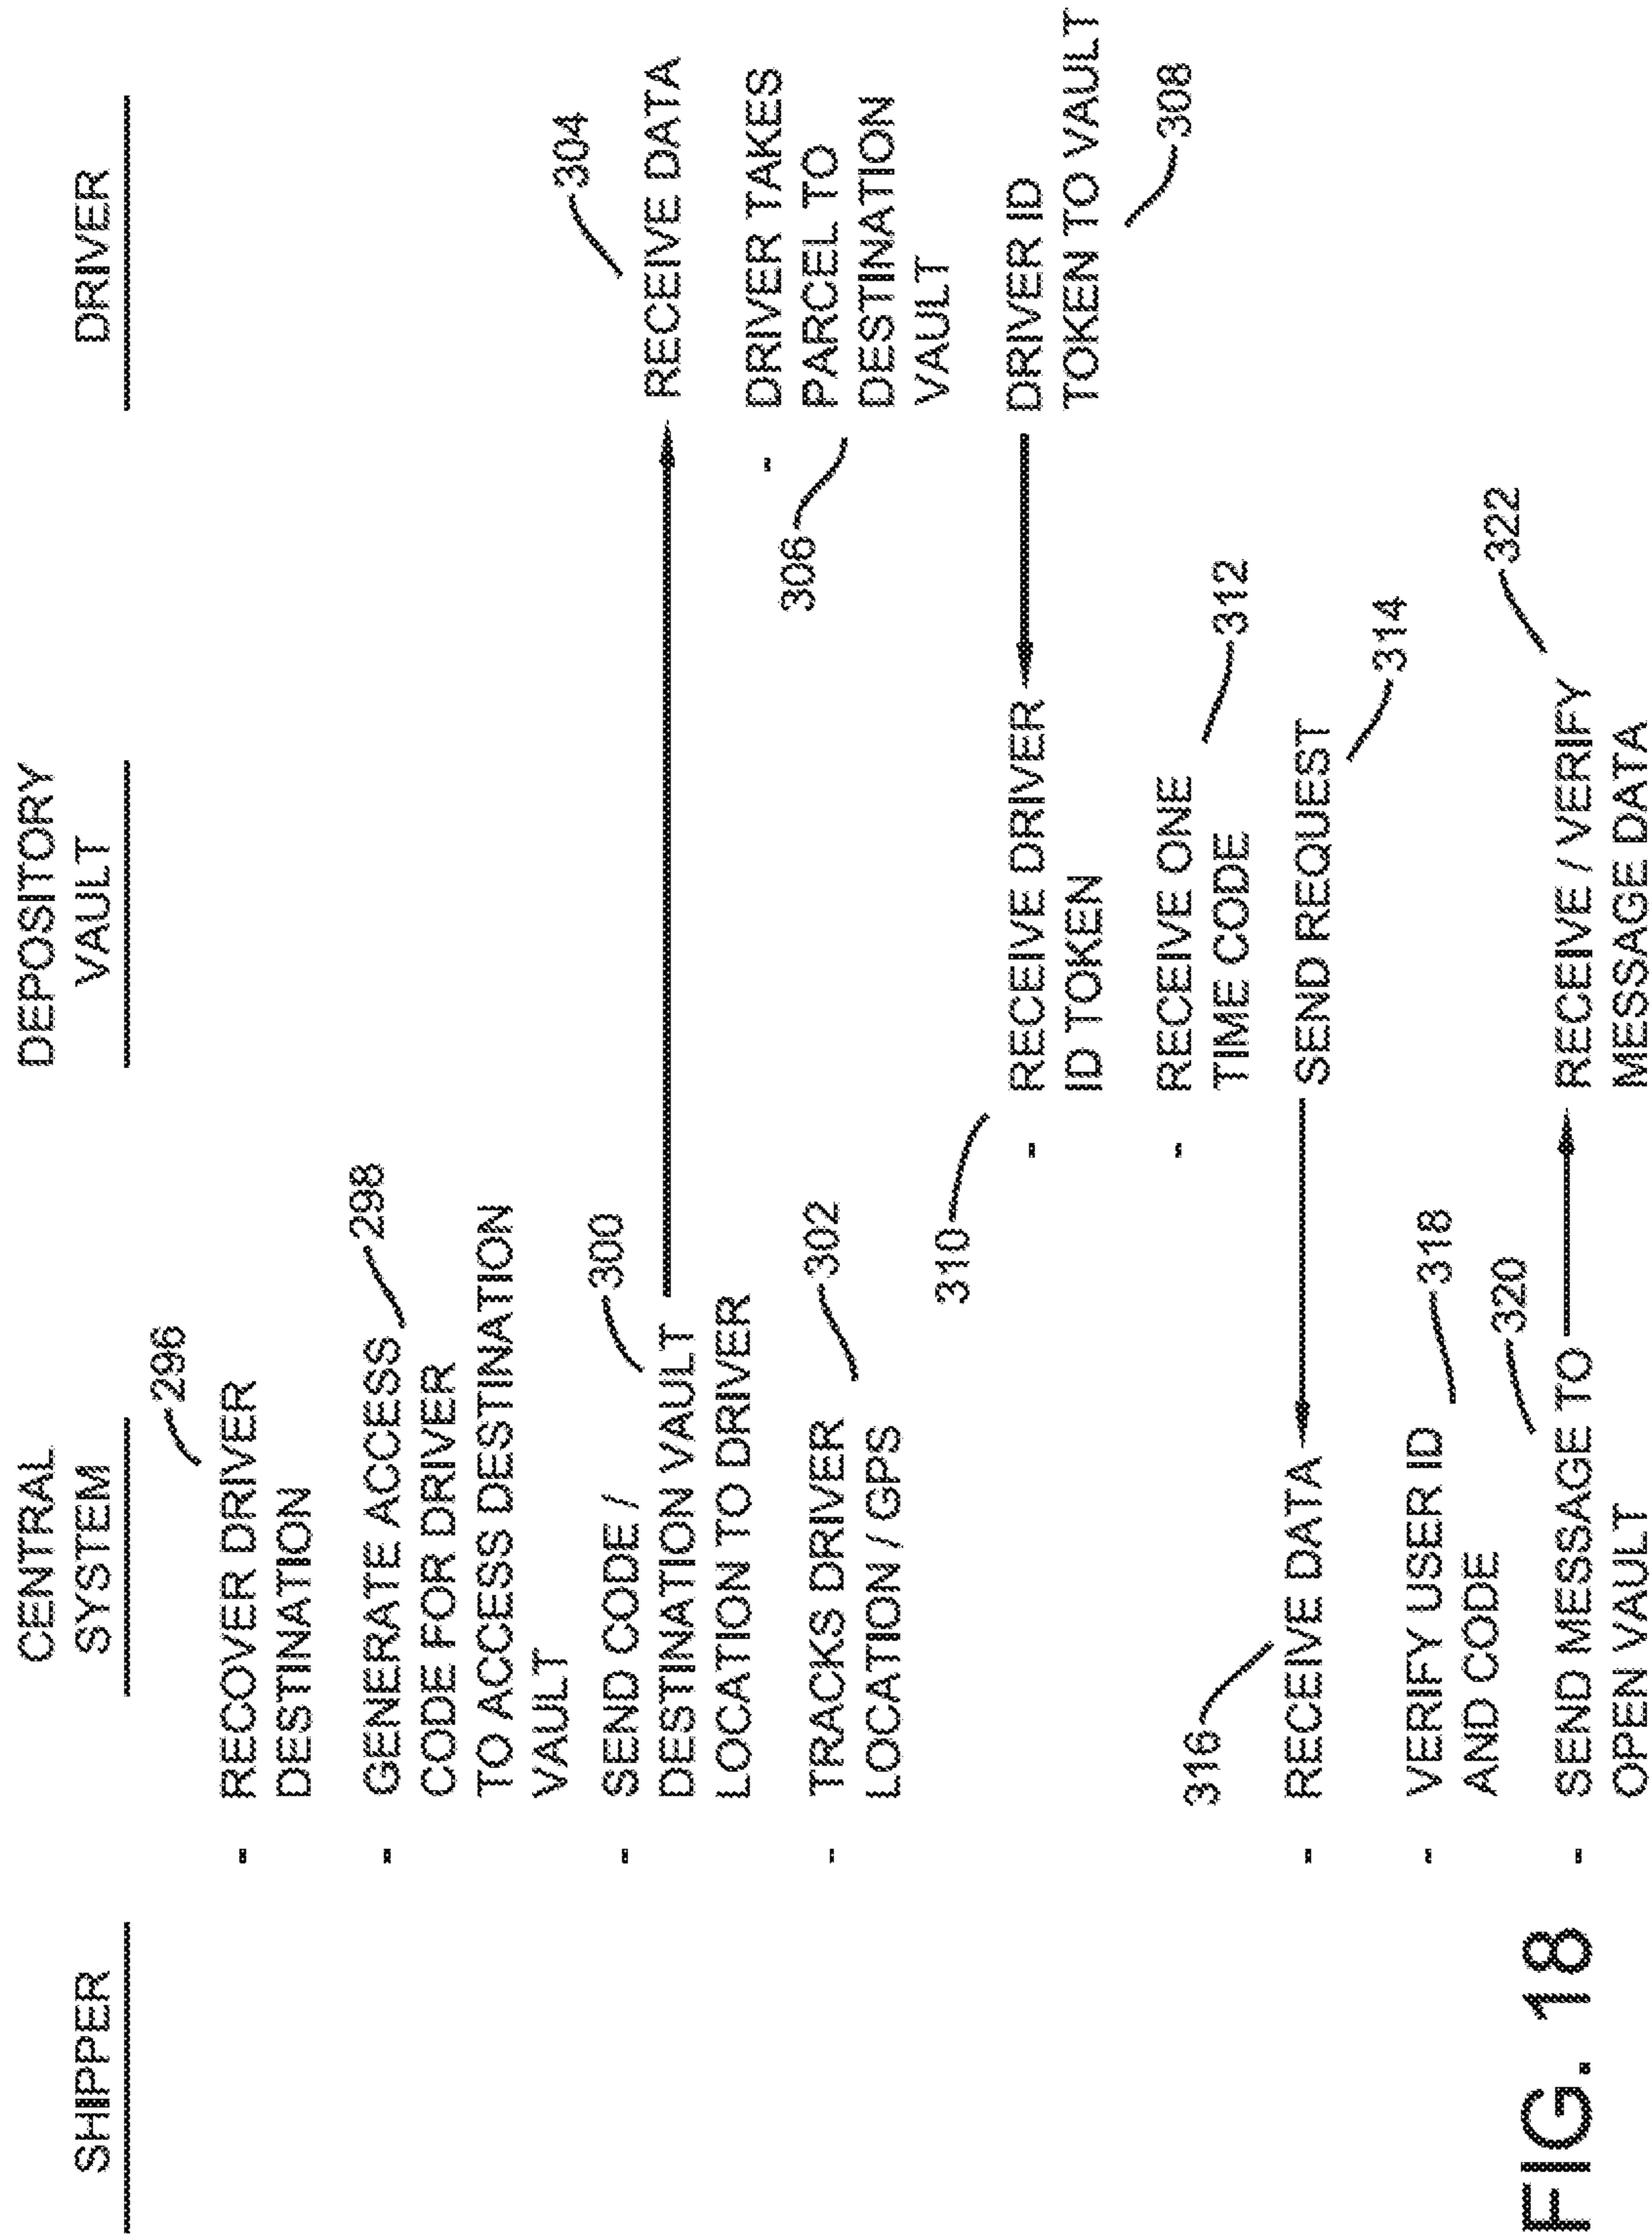 SHIPPER
CENTRAL
SYSTEM
DEPOSITORY
VAULT
DRIVER
296
- RECOVER DRIVER
DESTINATION
298
- GENERATE ACCESS
CODE FOR DRIVER
TO ACCESS DESTINATION
VAULT
300
- SEND CODE /
DESTINATION VAULT
LOCATION TO DRIVER
304
RECEIVE DATA
302
- TRACKS DRIVER
LOCATION / GPS
306
- DRIVER TAKES
PARCEL TO
DESTINATION
VAULT
DRIVER ID
TOKEN TO VAULT
308
310
- RECEIVE DRIVER
ID TOKEN
312
- RECEIVE ONE
TIME CODE
SEND REQUEST
314
316
- RECEIVE DATA
318
- VERIFY USER ID
AND CODE
320
- SEND MESSAGE TO
OPEN VAULT
322
RECEIVE / VERIFY
MESSAGE DATA
FIG. 18